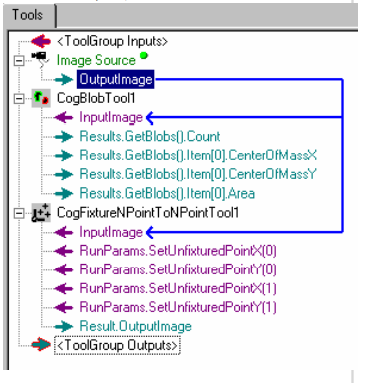 Tools
<ToolGroup Inputs>
Image Source
OutputImage
CogBlobTool1
InputImage
Results.GetBlobs().Count
Results.GetBlobs().Item[0].CenterOfMassX
Results.GetBlobs().Item[0].CenterOfMassY
Results.GetBlobs().Item[0].Area
CogFixtureNPointToNPointTool1
InputImage
RunParams.SetUnfixturedPointX(0)
RunParams.SetUnfixturedPointY(0)
RunParams.SetUnfixturedPointX(1)
RunParams.SetUnfixturedPointY(1)
Result.OutputImage
<ToolGroup Outputs>